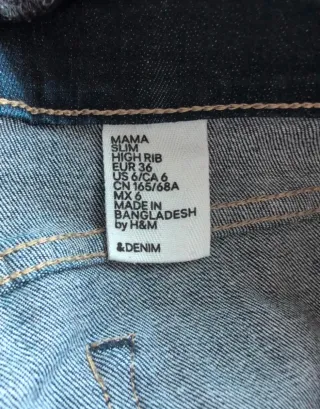 MAMA
SLIM
HIGH RIB
EUR 36
US 6/CA 6
CN 165/68A
MX 6
MADE IN
BANGLADESH
by H&M
&DENIM